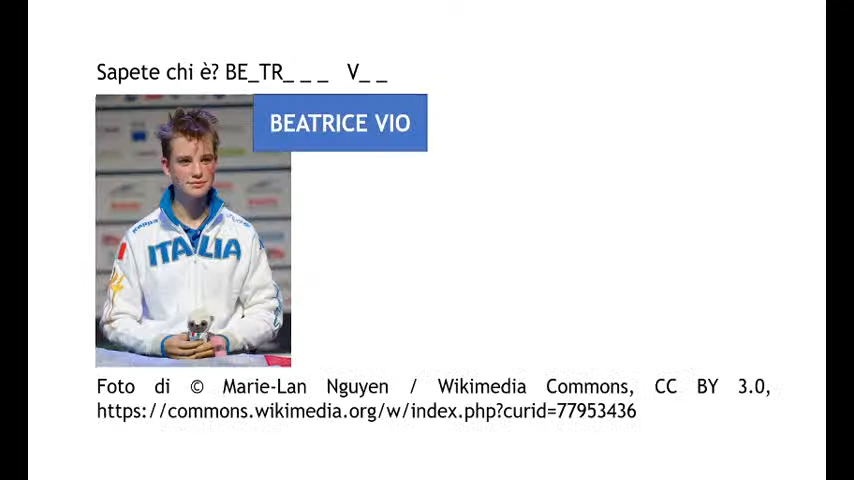 Sapete chi è? BE_TR_ _ _ V_ _
BEATRICE VIO
ITALIA
Foto di © Marie-Lan Nguyen / Wikimedia Commons, CC BY 3.0,
https://commons.wikimedia.org/w/index.php?curid=77953436